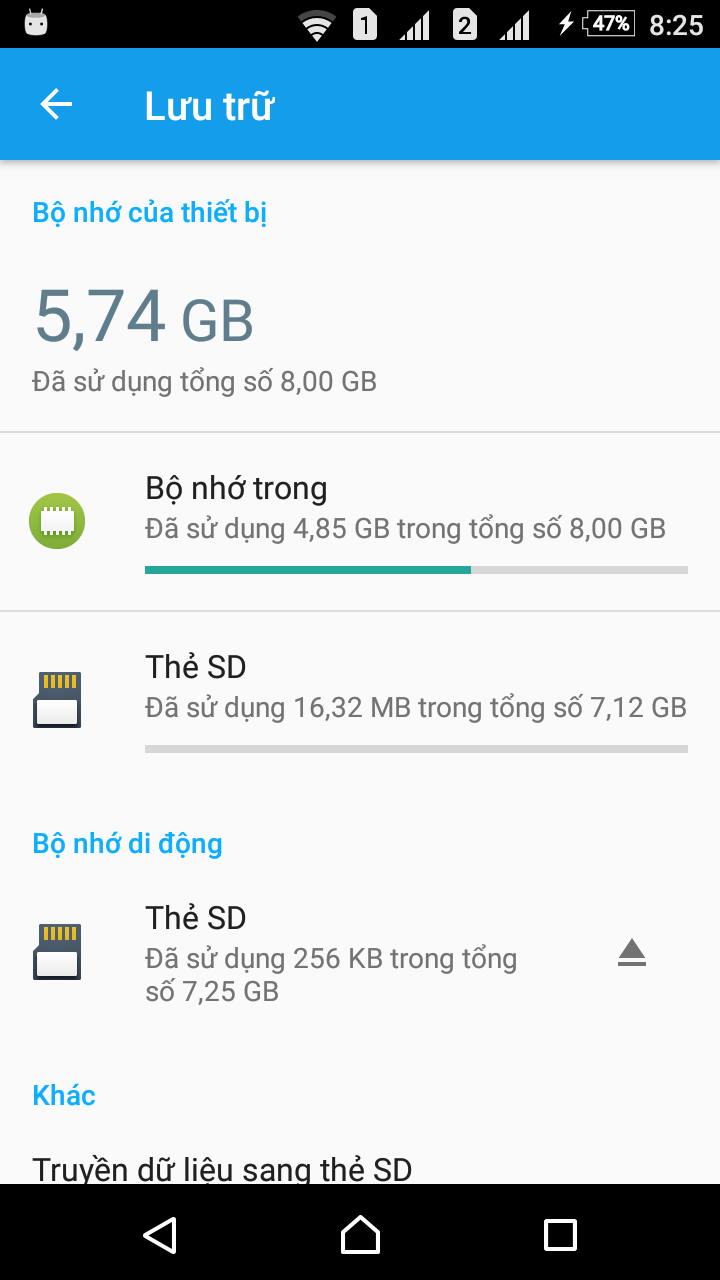 1 2 47% 8:25
Lưu trữ
Bộ nhớ của thiết bị
5,74 GB
Đã sử dụng tổng số 8,00 GB
Bộ nhớ trong
Đã sử dụng 4,85 GB trong tổng số 8,00 GB
Thẻ SD
Đã sử dụng 16,32 MB trong tổng số 7,12 GB
Bộ nhớ di động
Thẻ SD
Đã sử dụng 256 KB trong tổng
số 7,25 GB
Khác
Truyền dữ liệu sang thẻ SD